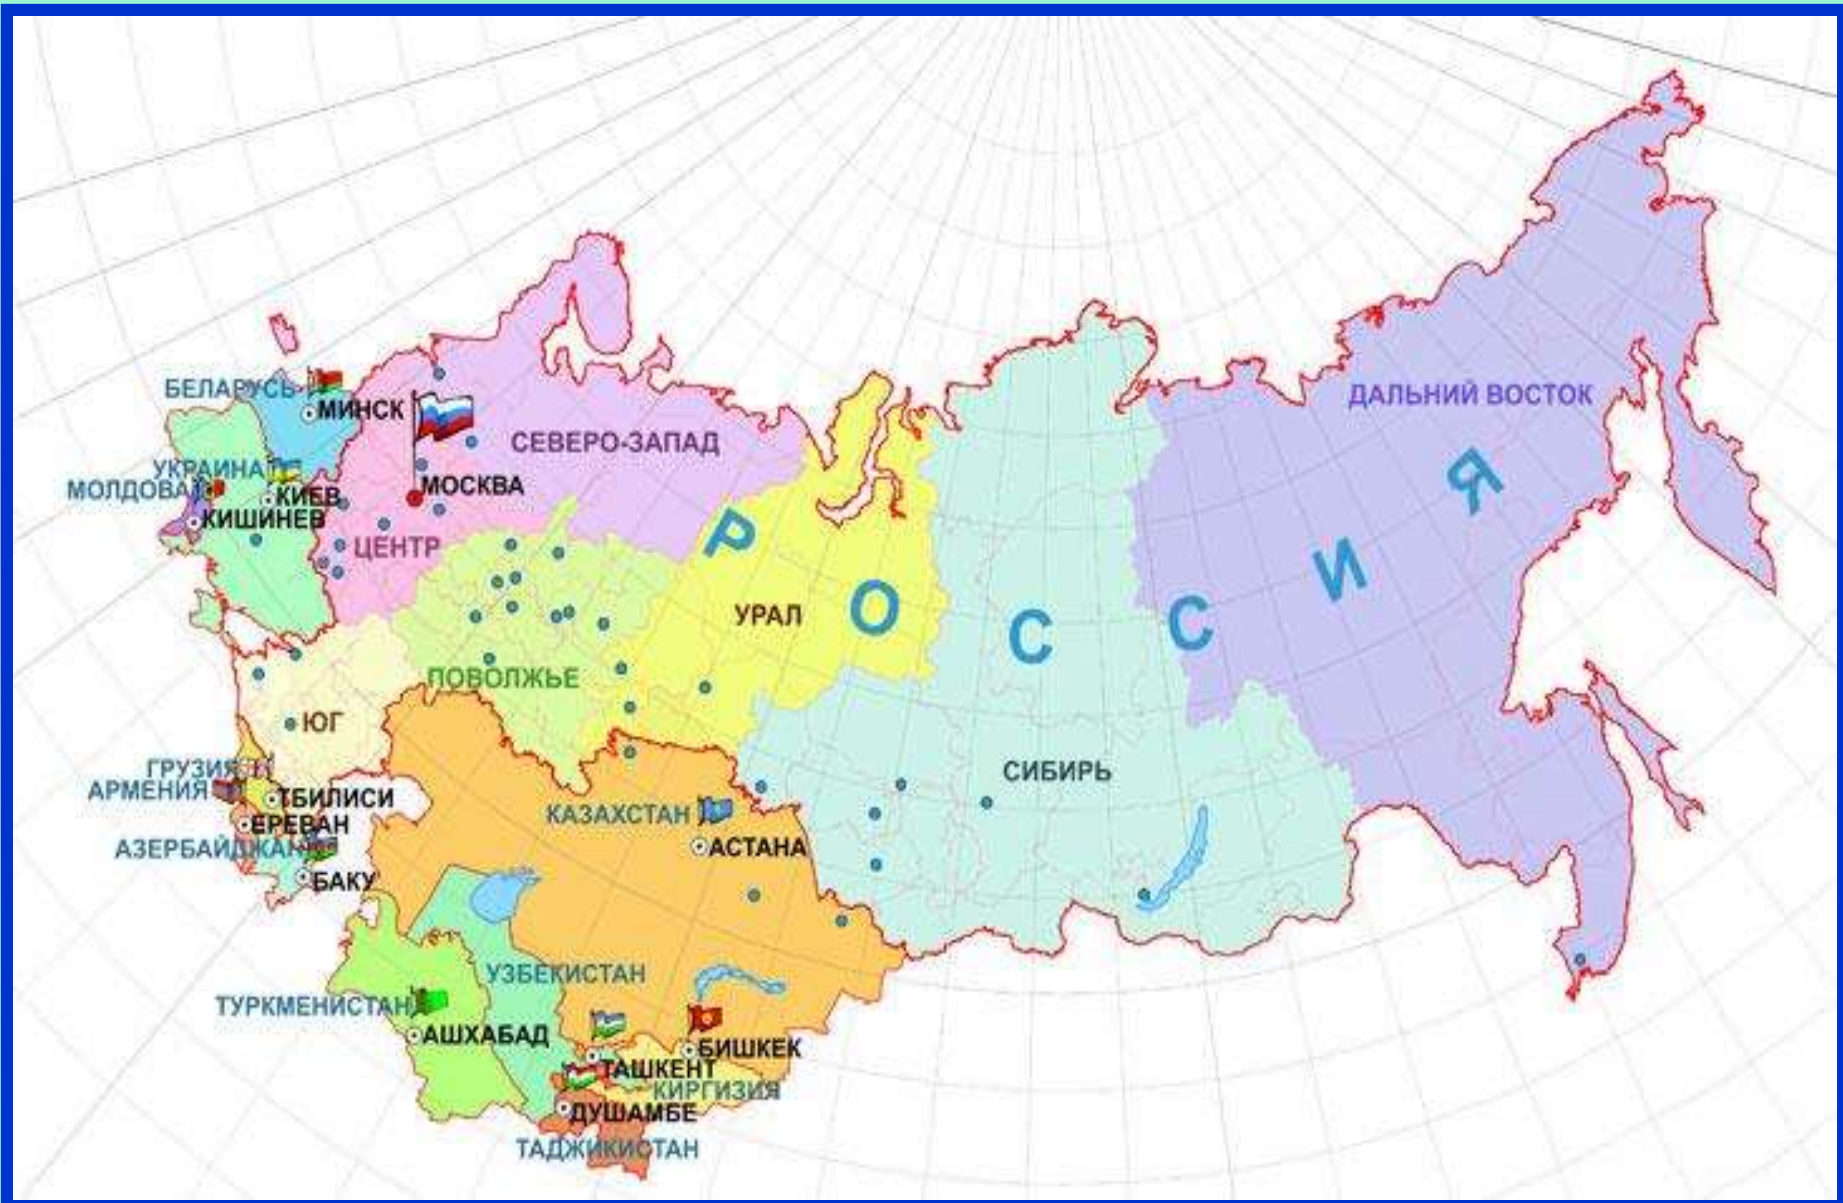 ДАЛЬНИЙ ВОСТОК
БЕЛАРУСЬ
МИНСК
СЕВЕРО-ЗАПАД
УКРАИНА
МОЛДОВА
МОСКВА
КИЕВ
КИШИНЕВ
ЦЕНТР
РОССИЯ
УРАЛ
ПОВОЛЖЬЕ
ЮГ
ГРУЗИЯ
СИБИРЬ
АРМЕНИЯ
ТБИЛИСИ
КАЗАХСТАН
ЕРЕВАН
АЗЕРБАЙДЖАН
АСТАНА
БАКУ
УЗБЕКИСТАН
ТУРКМЕНИСТАН
АШХАБАД
БИШКЕК
ТАШКЕНТ
КИРГИЗИЯ
ДУШАМБЕ
ТАДЖИКИСТАН